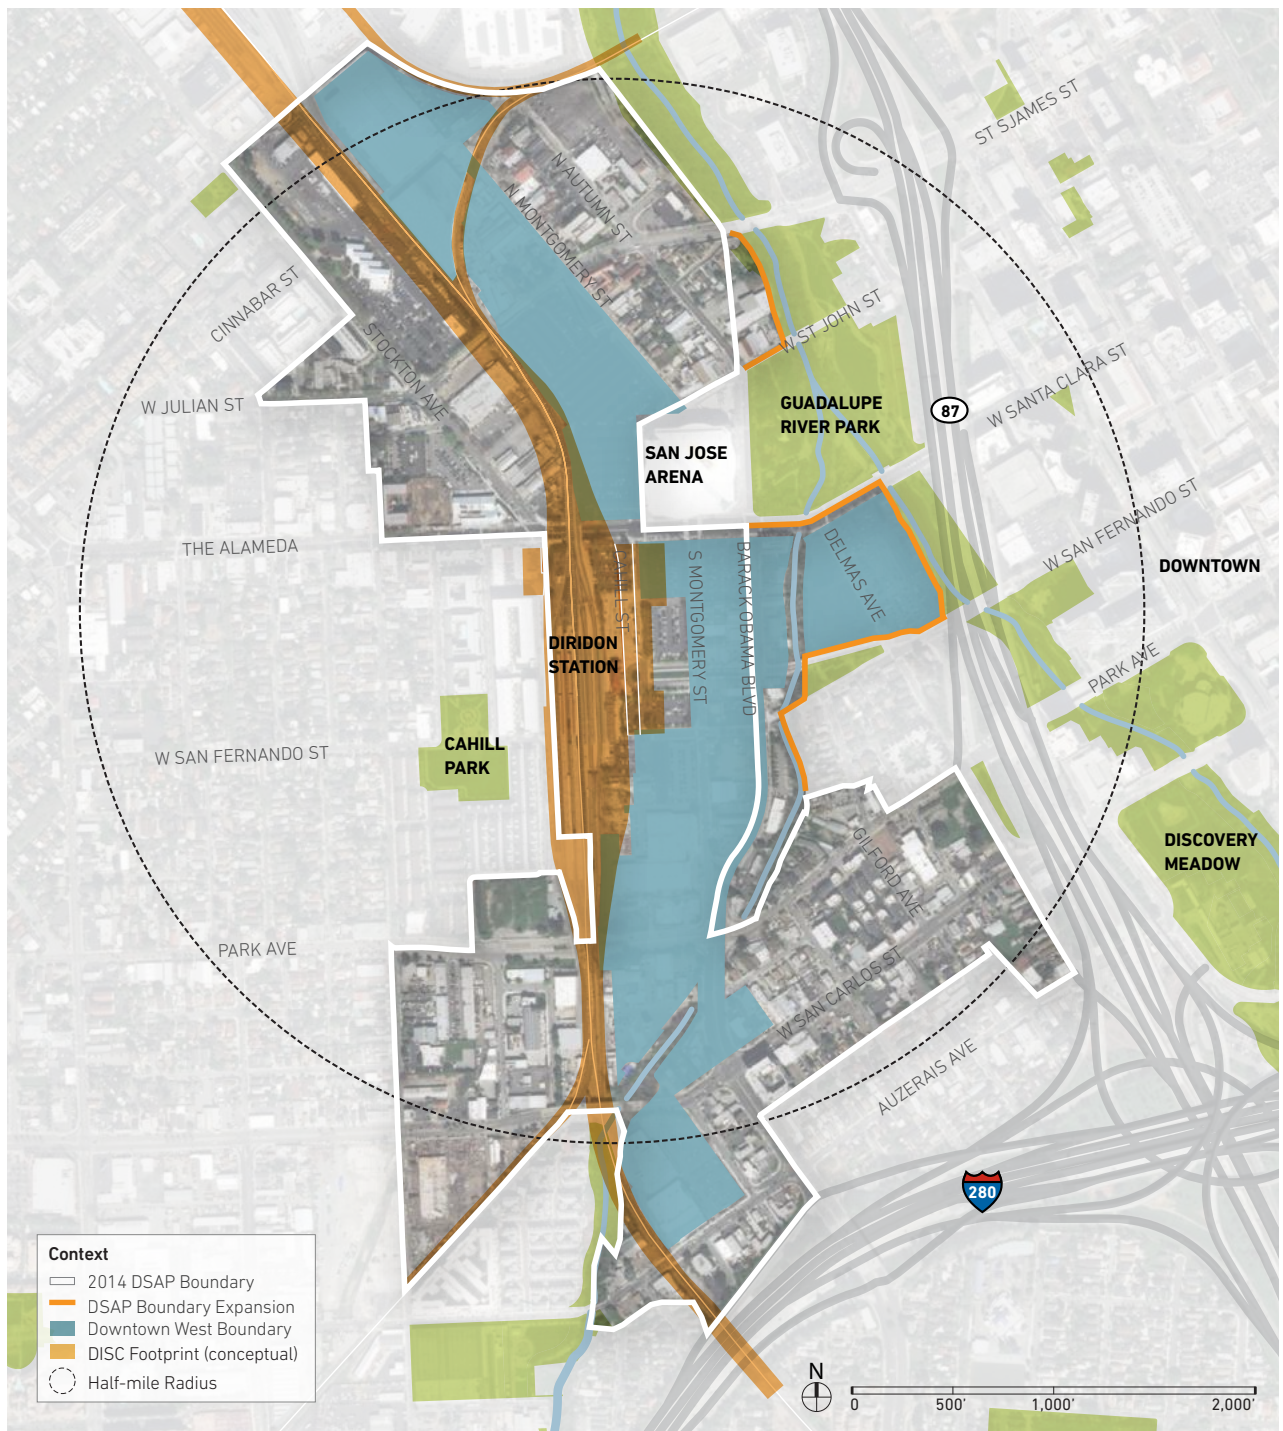 ST SJAMES ST
N AUTUMN ST
N MONTGOMERY ST
CINNABAR ST
STOCKTON AVE
W JULIAN ST
W ST JOHN ST
W SANTA CLARA ST
87
GUADALUPE
RIVER PARK
SAN JOSE
ARENA
W SAN FERNANDO ST
THE ALAMEDA
DOWNTOWN
CAHILL ST
S MONTGOMERY ST
BARACK OBAMA BLVD
DELMAS AVE
DIRIDON
STATION
PARK AVE
CAHILL
PARK
W SAN FERNANDO ST
DISCOVERY
MEADOW
GILFORD AVE
PARK AVE
W SAN CARLOS ST
AUZERAIS AVE
280
Context
2014 DSAP Boundary
DSAP Boundary Expansion
Downtown West Boundary
DISC Footprint (conceptual)
Half-mile Radius
N
0 500' 1,000' 2,000'